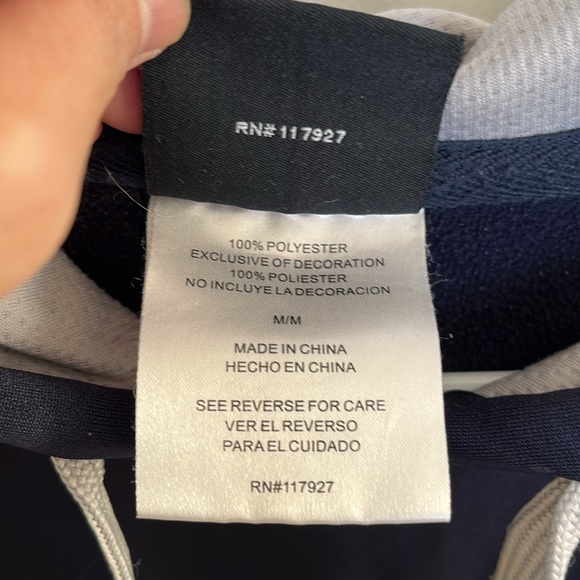 RN#117927
100% POLYESTER
EXCLUSIVE OF DECORATION
100% POLIESTER
NO INCLUYE LA DECORACION
M/M
MADE IN CHINA
HECHO EN CHINA
SEE REVERSE FOR CARE
VER EL REVERSO
PARA EL CUIDADO
RN#117927